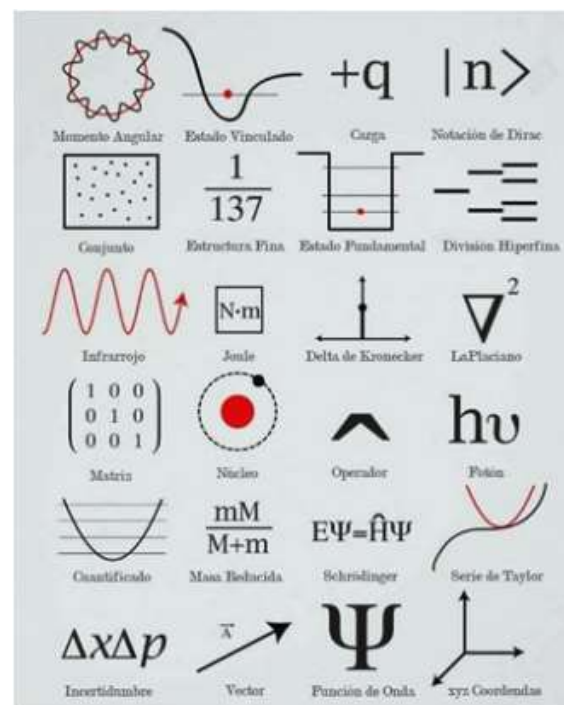 +q |n>
Momento Angular Estado Vinculado Carga Notación de Dirac
1
137
Conjunto Estructura Fina Estado Fundamental División Hiperfina
N·m
∇²
Infrarrojo Joule Delta de Kronecker LaPlaciano
1 0 0
0 1 0
0 0 1
hυ
Matriz Núcleo Operador Fotón
mM
M+m
EΨ=ĤΨ
Cuantificado Masa Reducida Schrödinger Serie de Taylor
ΔxΔp
A
Ψ
Incertidumbre Vector Función de Onda xyz Coordendas